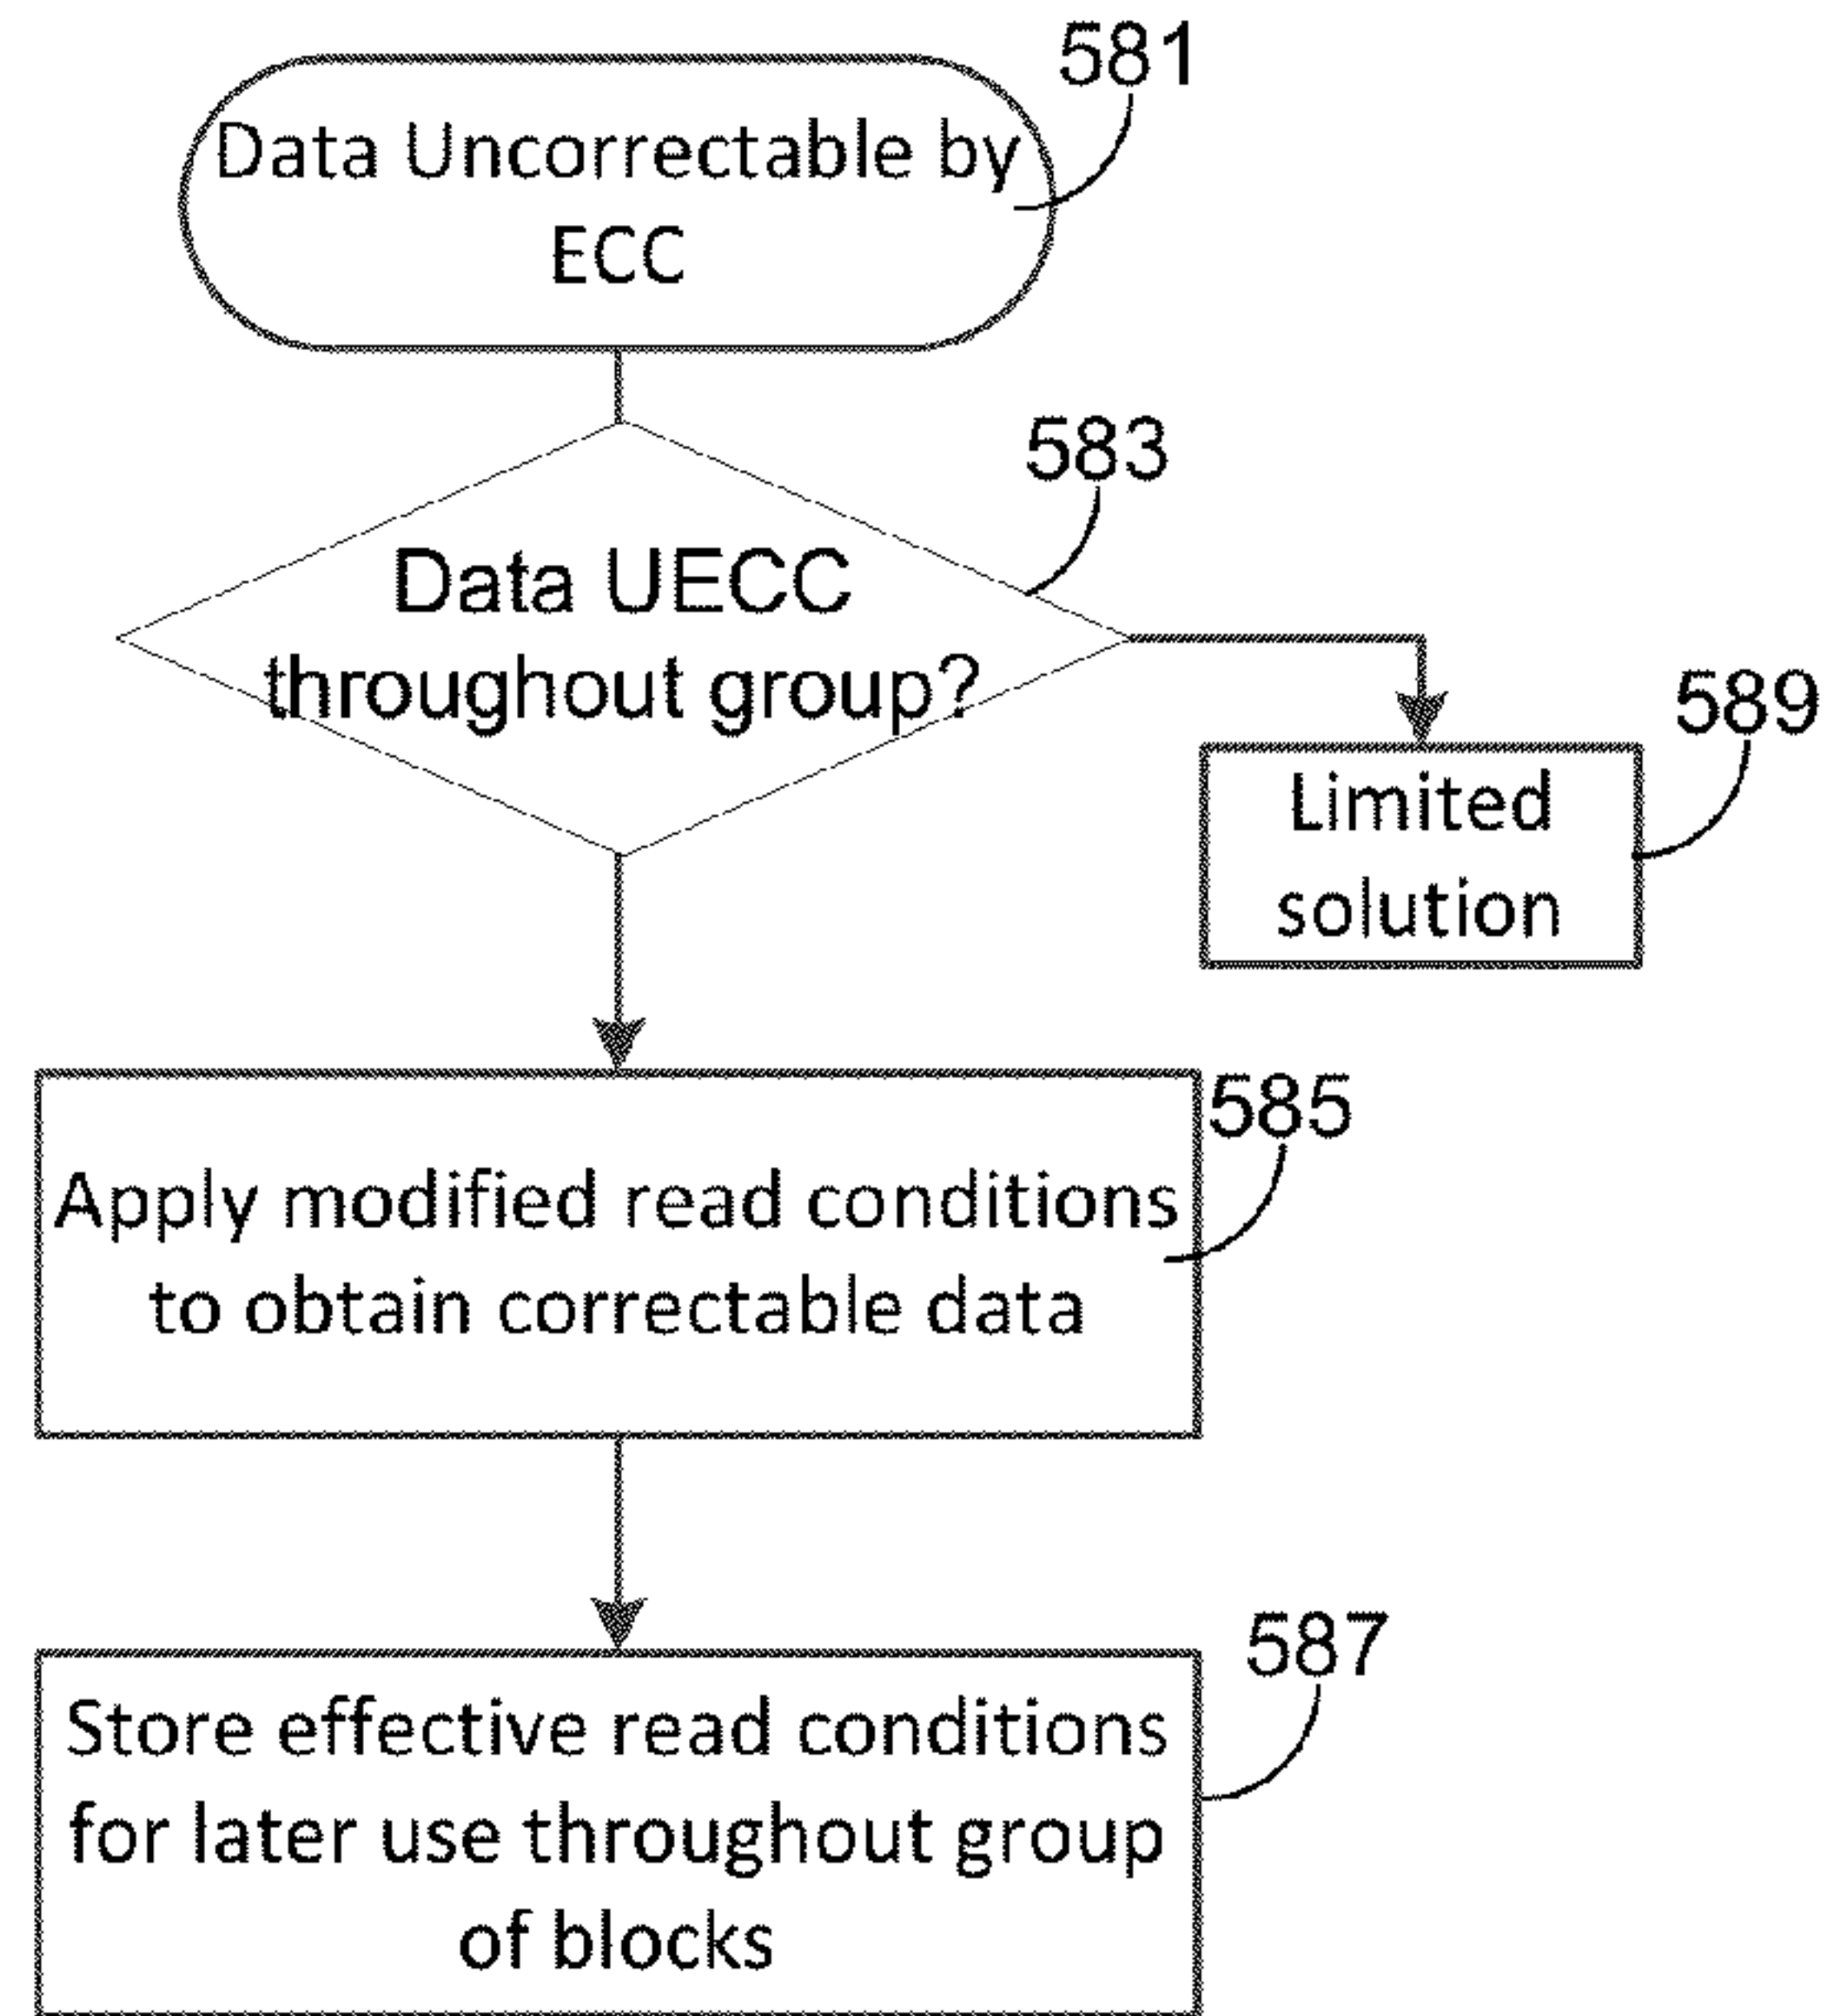 581
Data Uncorrectable by
ECC
583
Data UECC
throughout group?
589
Limited
solution
585
Apply modified read conditions
to obtain correctable data
587
Store effective read conditions
for later use throughout group
of blocks